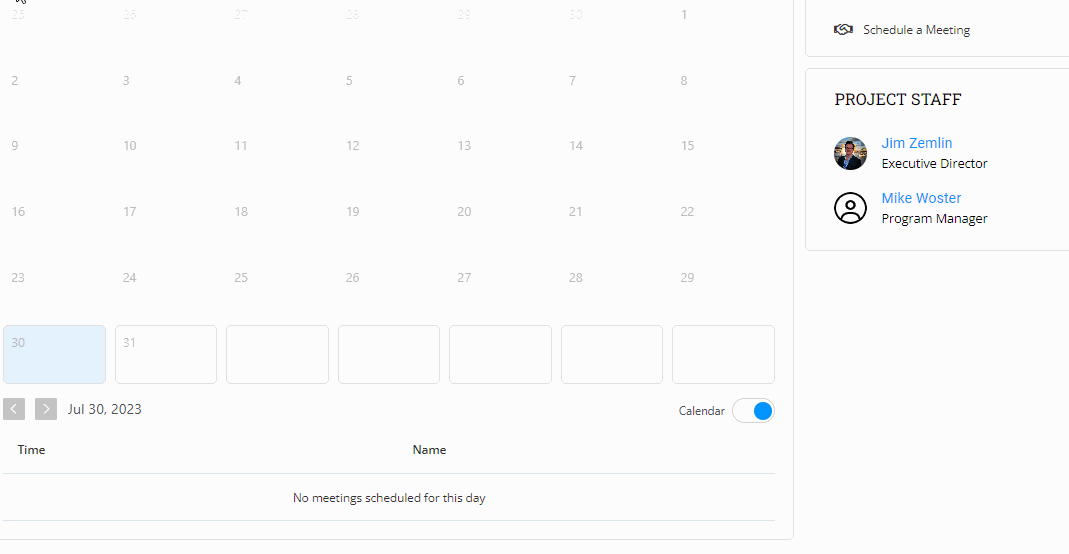 25 26 27 28 29 30 1
2 3 4 5 6 7 8
9 10 11 12 13 14 15
16 17 18 19 20 21 22
23 24 25 26 27 28 29
30 31
Jul 30, 2023
Calendar
Time Name
No meetings scheduled for this day
Schedule a Meeting
PROJECT STAFF
Jim Zemlin
Executive Director
Mike Woster
Program Manager